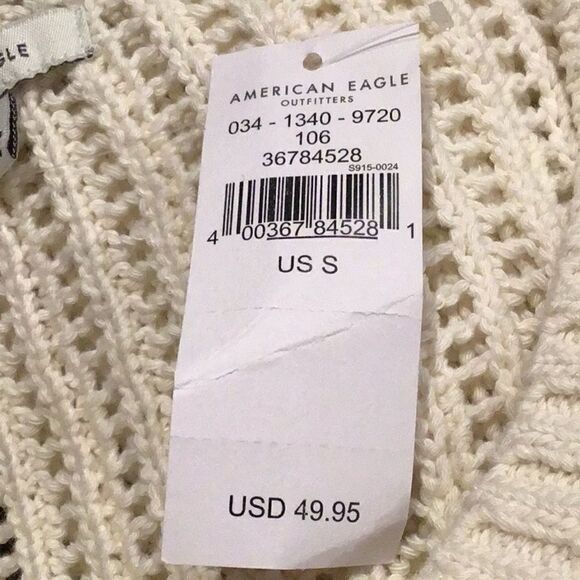 GLE
AMERICAN EAGLE
OUTFITTERS
034 - 1340 - 9720
106
36784528
S915-0024
4 00367 84528 1
US S
USD 49.95